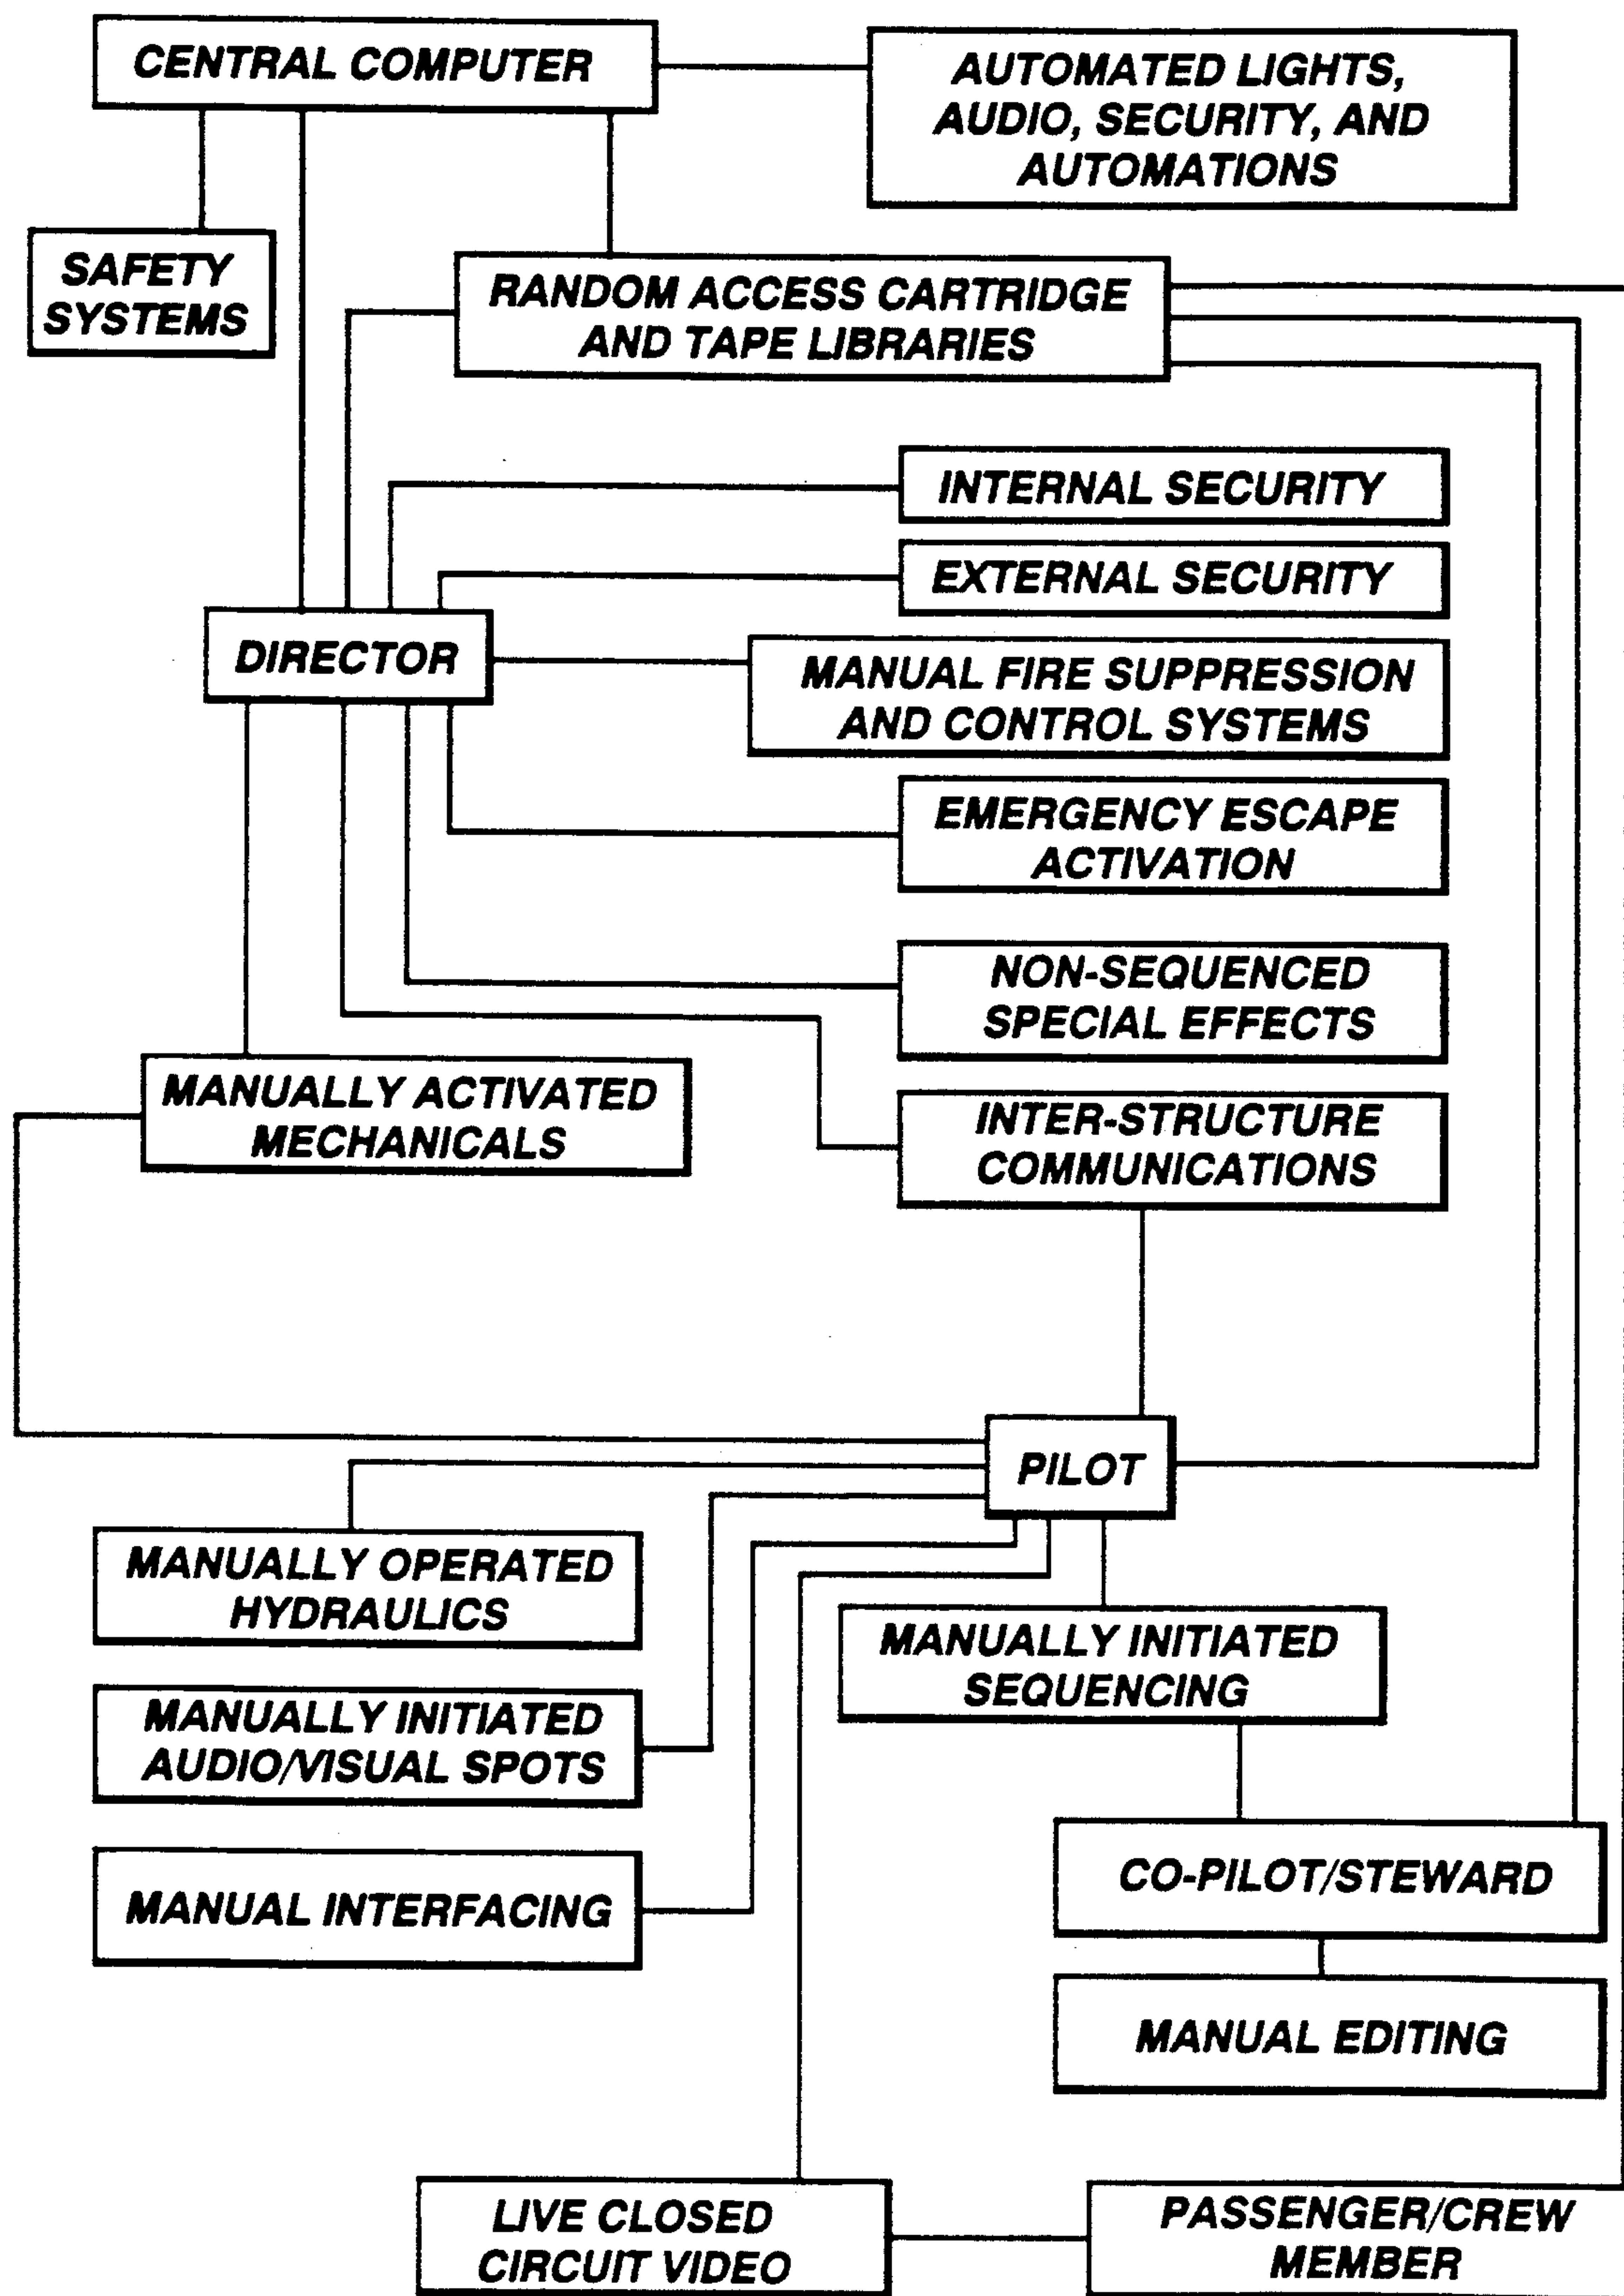 CENTRAL COMPUTER
AUTOMATED LIGHTS,
AUDIO, SECURITY, AND
AUTOMATIONS
SAFETY
SYSTEMS
RANDOM ACCESS CARTRIDGE
AND TAPE LIBRARIES
INTERNAL SECURITY
EXTERNAL SECURITY
DIRECTOR
MANUAL FIRE SUPPRESSION
AND CONTROL SYSTEMS
EMERGENCY ESCAPE
ACTIVATION
NON-SEQUENCED
SPECIAL EFFECTS
MANUALLY ACTIVATED
MECHANICALS
INTER-STRUCTURE
COMMUNICATIONS
PILOT
MANUALLY OPERATED
HYDRAULICS
MANUALLY INITIATED
SEQUENCING
MANUALLY INITIATED
AUDIO/VISUAL SPOTS
CO-PILOT/STEWARD
MANUAL INTERFACING
MANUAL EDITING
LIVE CLOSED
CIRCUIT VIDEO
PASSENGER/CREW
MEMBER